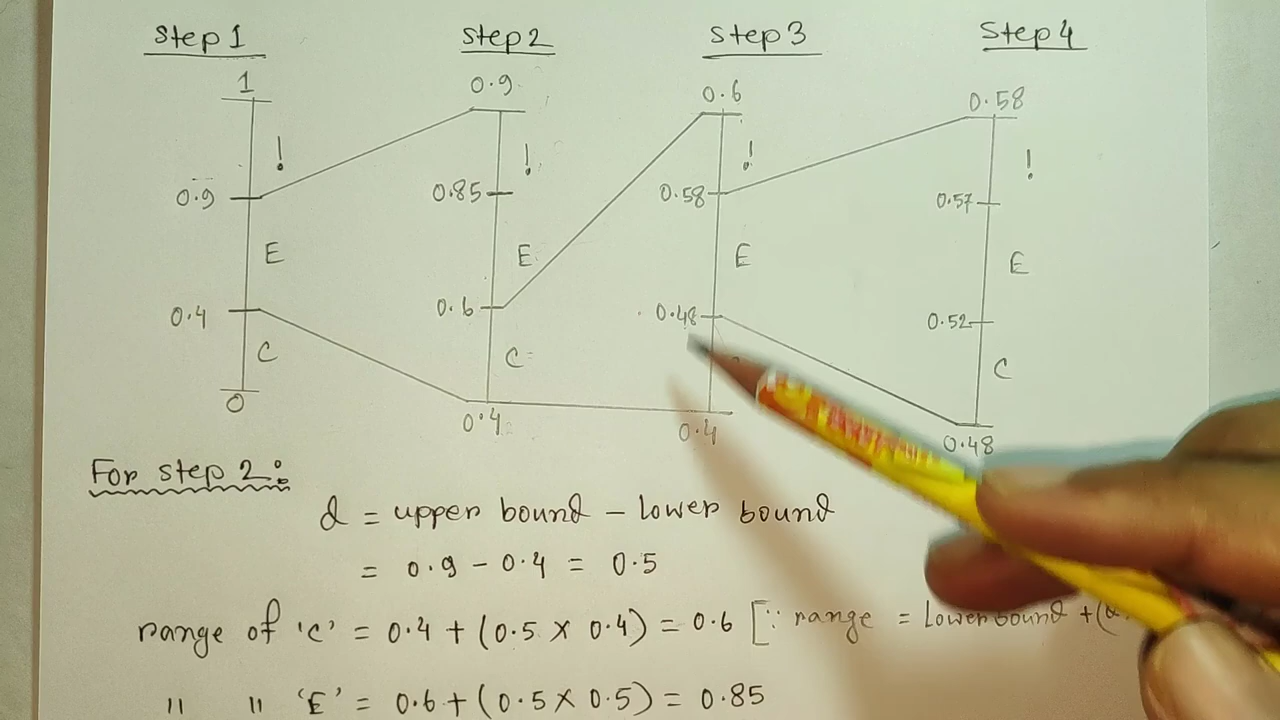 Step 1 Step 2 Step 3 Step 4
1 0.9 0.6 0.58
! ! ! !
0.9 0.85 0.58 0.57
E E E E
0.4 0.6 0.48 0.52
C C C
0 0.4 0.4 0.48
For step 2:
d = upper bound - lower bound
= 0.9 - 0.4 = 0.5
range of 'C' = 0.4 + (0.5 X 0.4) = 0.6 [∵ range = Lower bound + (
" " 'E' = 0.6 + (0.5 X 0.5) = 0.85